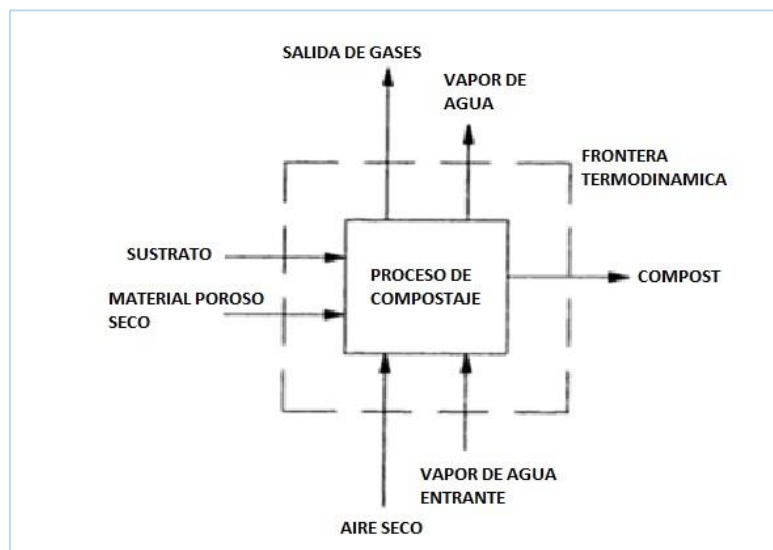 SALIDA DE GASES
VAPOR DE
AGUA
FRONTERA
TERMODINAMICA
SUSTRATO
PROCESO DE
COMPOSTAJE
COMPOST
MATERIAL POROSO
SECO
VAPOR DE AGUA
ENTRANTE
AIRE SECO